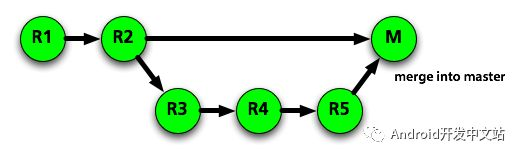 R1
R2
M
merge into master
R3
R4
R5
Android开发中文站